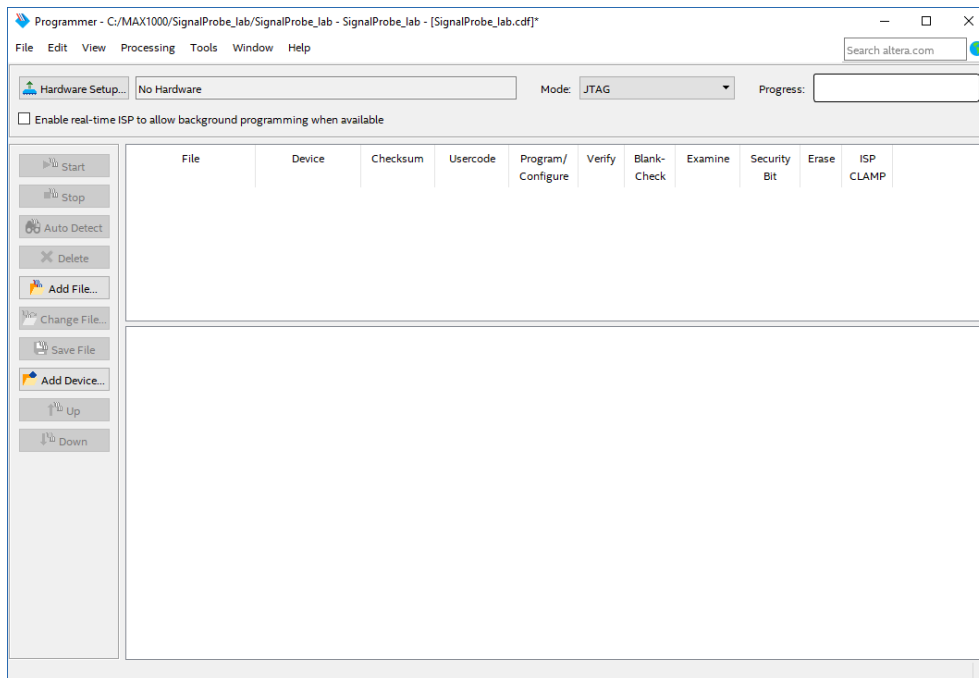 Programmer - C:/MAX1000/SignalProbe_lab/SignalProbe_lab - SignalProbe_lab - [SignalProbe_lab.cdf]*
File Edit View Processing Tools Window Help
Search altera.com
Hardware Setup... No Hardware Mode: JTAG Progress:
Enable real-time ISP to allow background programming when available
File Device Checksum Usercode Program/ Verify Blank- Examine Security Erase ISP
Configure Check Bit CLAMP
Start
Stop
Auto Detect
Delete
Add File...
Change File...
Save File
Add Device...
Up
Down